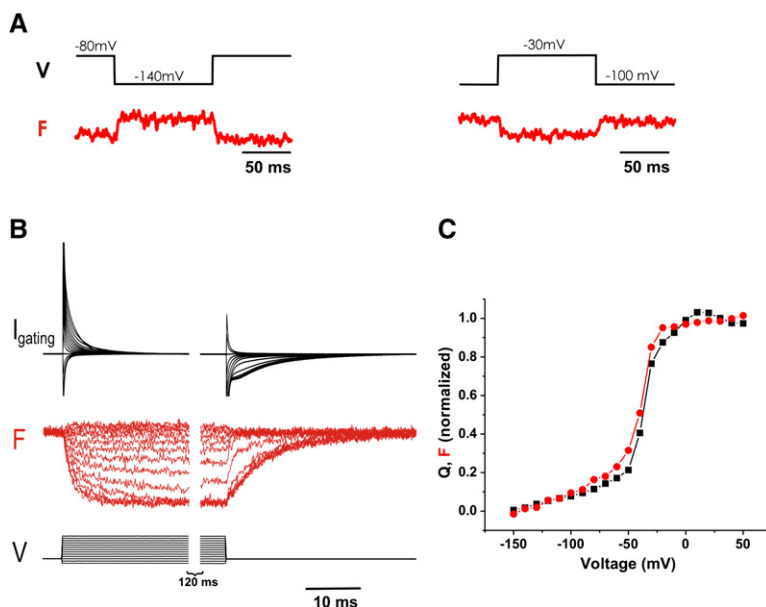 A
-80mV
-30mV
V
-140mV
-100 mV
F
50 ms
50 ms
B
C
Igating
F
V
120 ms
10 ms
Q, F (normalized)
1.0
0.8
0.6
0.4
0.2
0.0
-150
-100
-50
0
50
Voltage (mV)